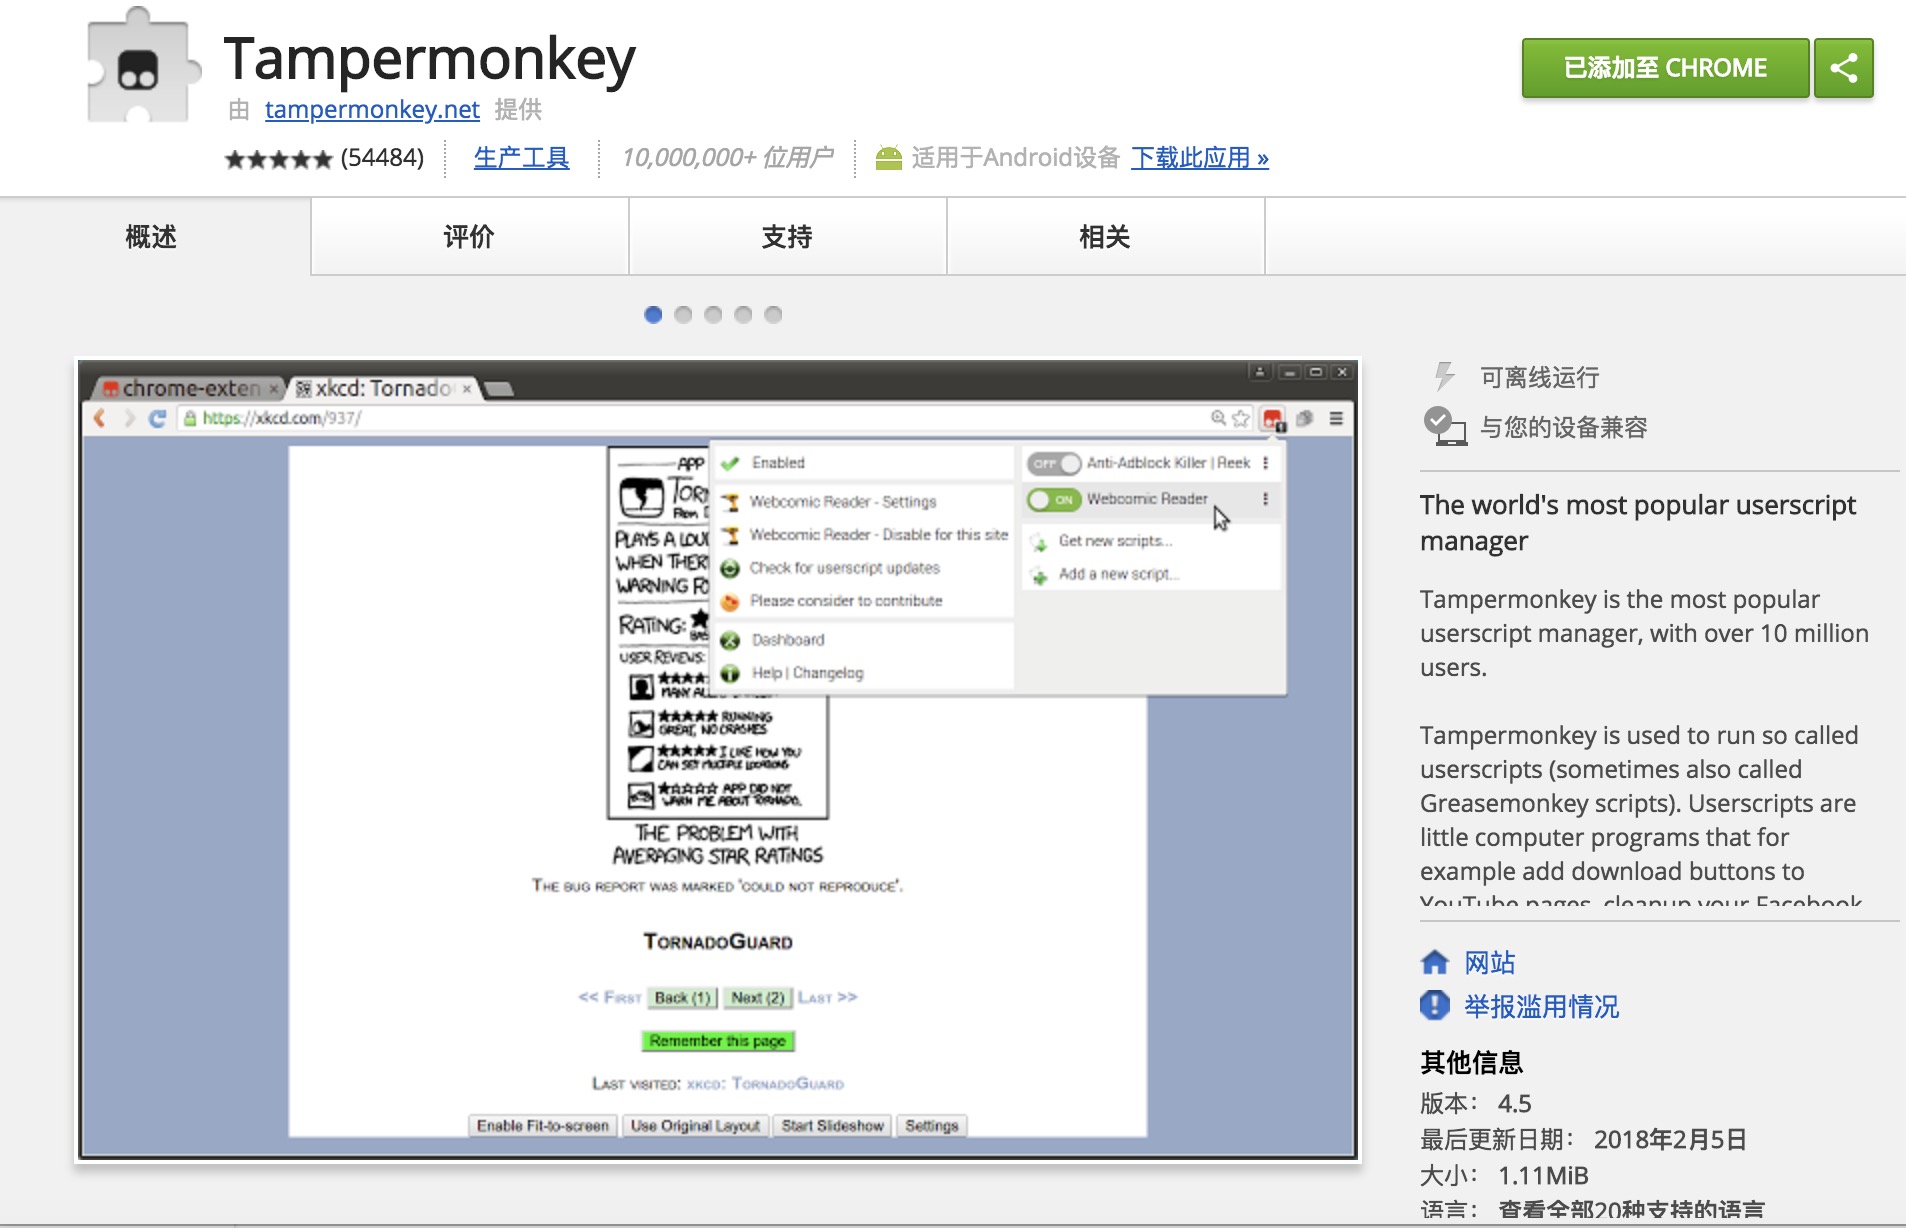 Tampermonkey
由 tampermonkey.net 提供
★★★★★ (54484) 生产工具 10,000,000+ 位用户 适用于Android设备 下载此应用 »
已添加至 CHROME
概述 评价 支持 相关
chrome-exten × xkcd: Tornado ×
https://xkcd.com/937/
APP
Enabled
Webcomic Reader - Settings
Webcomic Reader - Disable for this site
Check for userscript updates
Please consider to contribute
Dashboard
Help | Changelog
OFF Anti-Adblock Killer | Reek
ON Webcomic Reader
Get new scripts...
Add a new script...
PLAYS A LOU
WHEN THER
WARNING FO
RATING:
USER REVIEWS:
★★★★★ RUNNING
GREAT, NO CRASHES
★★★★★ I LIKE HOW YOU
CAN SET MULTIPLE LOCATIONS
★☆☆☆☆ APP DID NOT
WARN ME ABOUT TORNADO.
THE PROBLEM WITH
AVERAGING STAR RATINGS
The bug report was marked 'could not reproduce'.
TornadoGuard
<< First Back (1) Next (2) Last >>
Remember this page
Last visited: xkcd: TornadoGuard
Enable Fit-to-screen Use Original Layout Start Slideshow Settings
可离线运行
与您的设备兼容
The world's most popular userscript
manager
Tampermonkey is the most popular
userscript manager, with over 10 million
users.
Tampermonkey is used to run so called
userscripts (sometimes also called
Greasemonkey scripts). Userscripts are
little computer programs that for
example add download buttons to
YouTube pages, cleanup your Facebook
网站
举报滥用情况
其他信息
版本： 4.5
最后更新日期： 2018年2月5日
大小： 1.11MiB
语言： 查看全部20种支持的语言